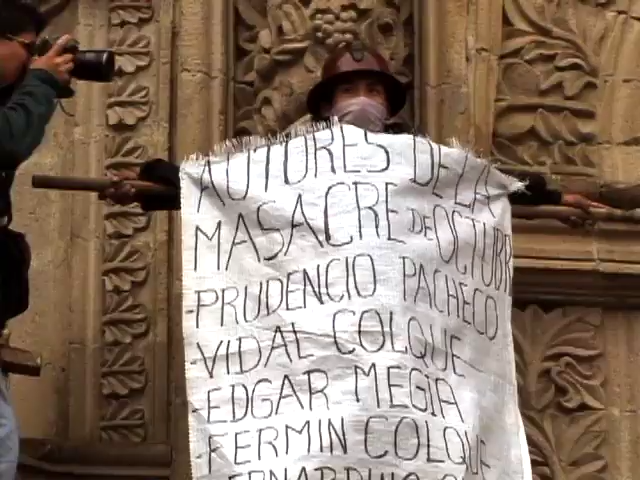 AUTORES DE LA
MASACRE DE OCTUBR
-PRUDENCIO PACHECO
-VIDAL COLQUE
-EDGAR MEGIA
-FERMIN COLQUE